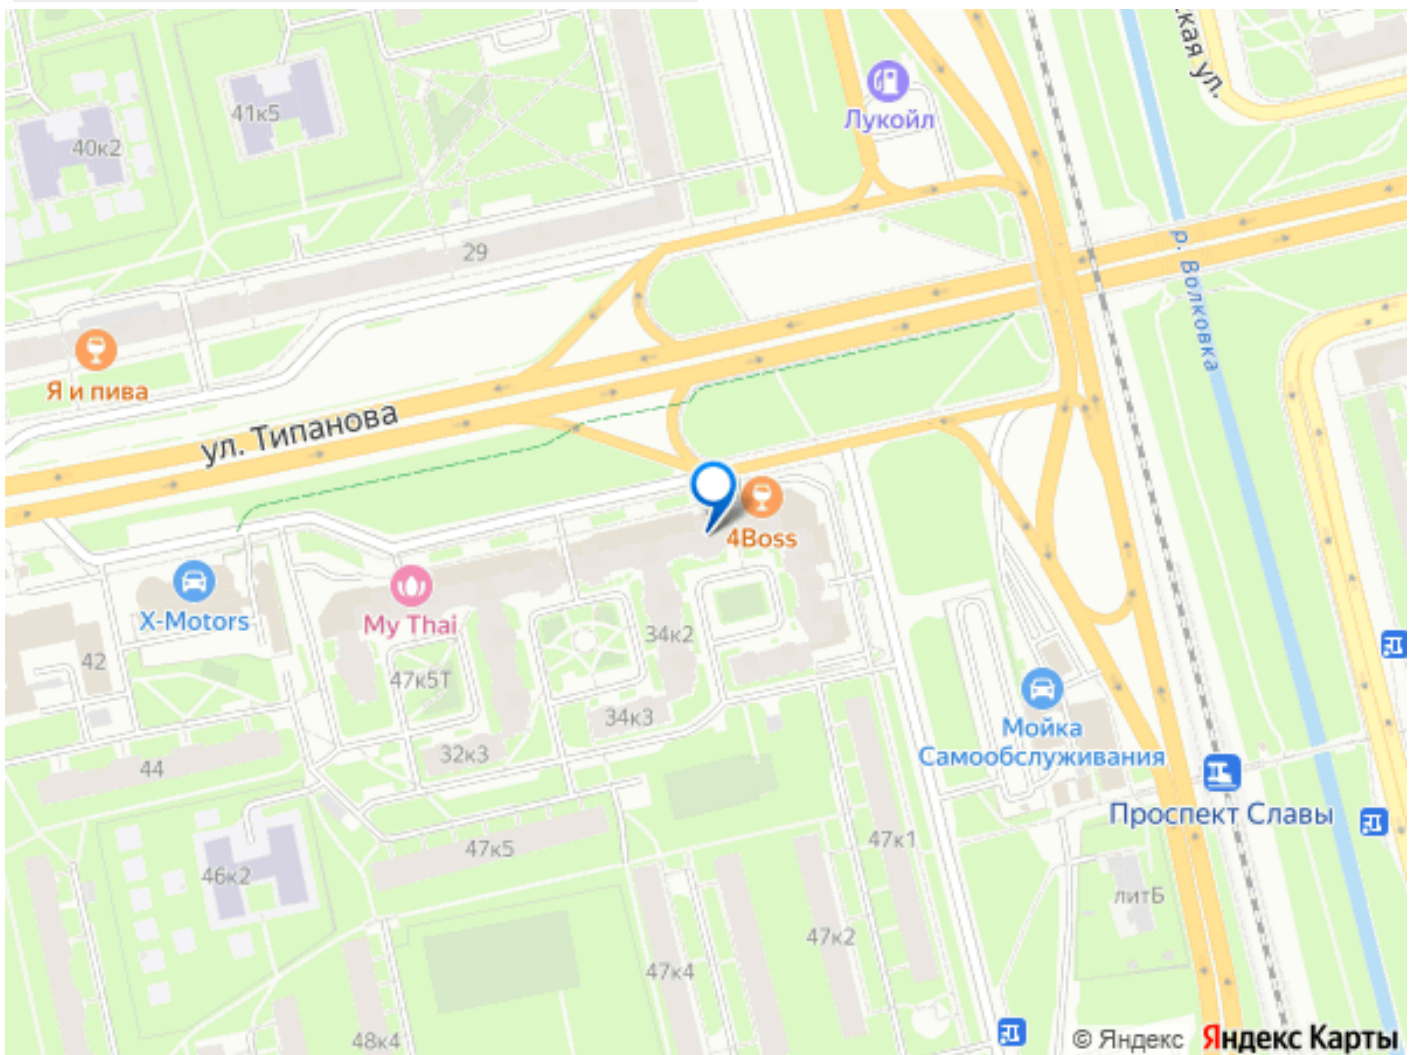 ская ул.
Лукойл
41к5
40к2
р. Волковка
29
Я и пива
ул. Типанова
4Boss
X-Motors
My Thai
34к2
42
47к5Т
34к3
Мойка
Самообслуживания
32к3
44
Проспект Славы
47к1
47к5
46к2
литБ
47к2
47к4
48к4
© Яндекс Яндекс Карты